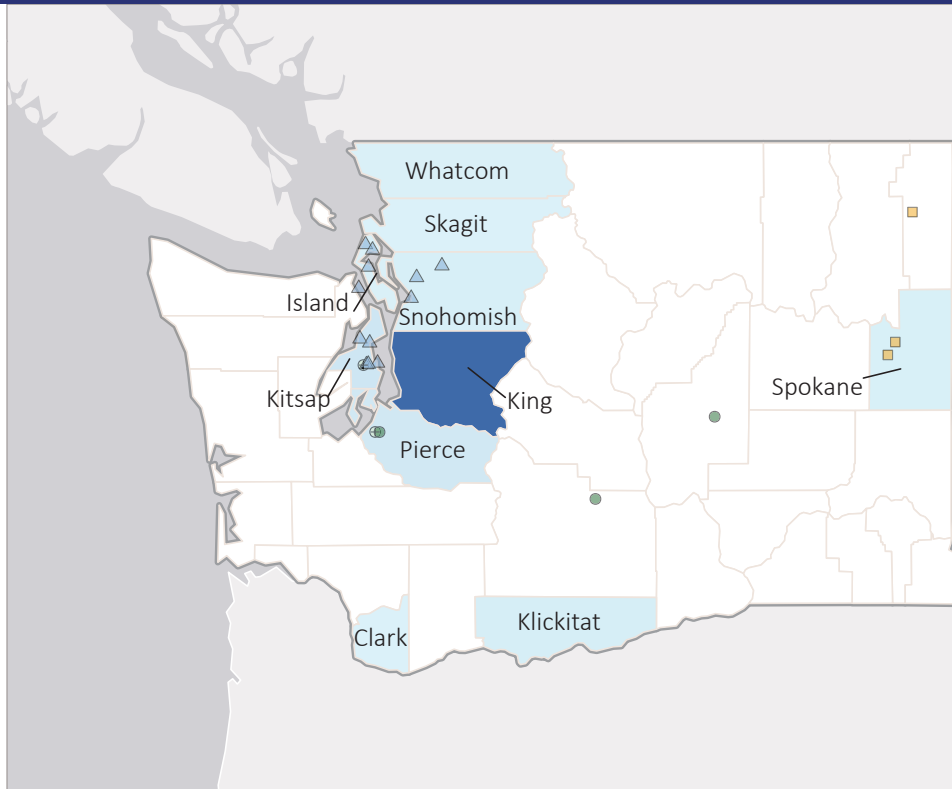 Whatcom
Skagit
Island
Snohomish
Kitsap
King
Spokane
Pierce
Klickitat
Clark